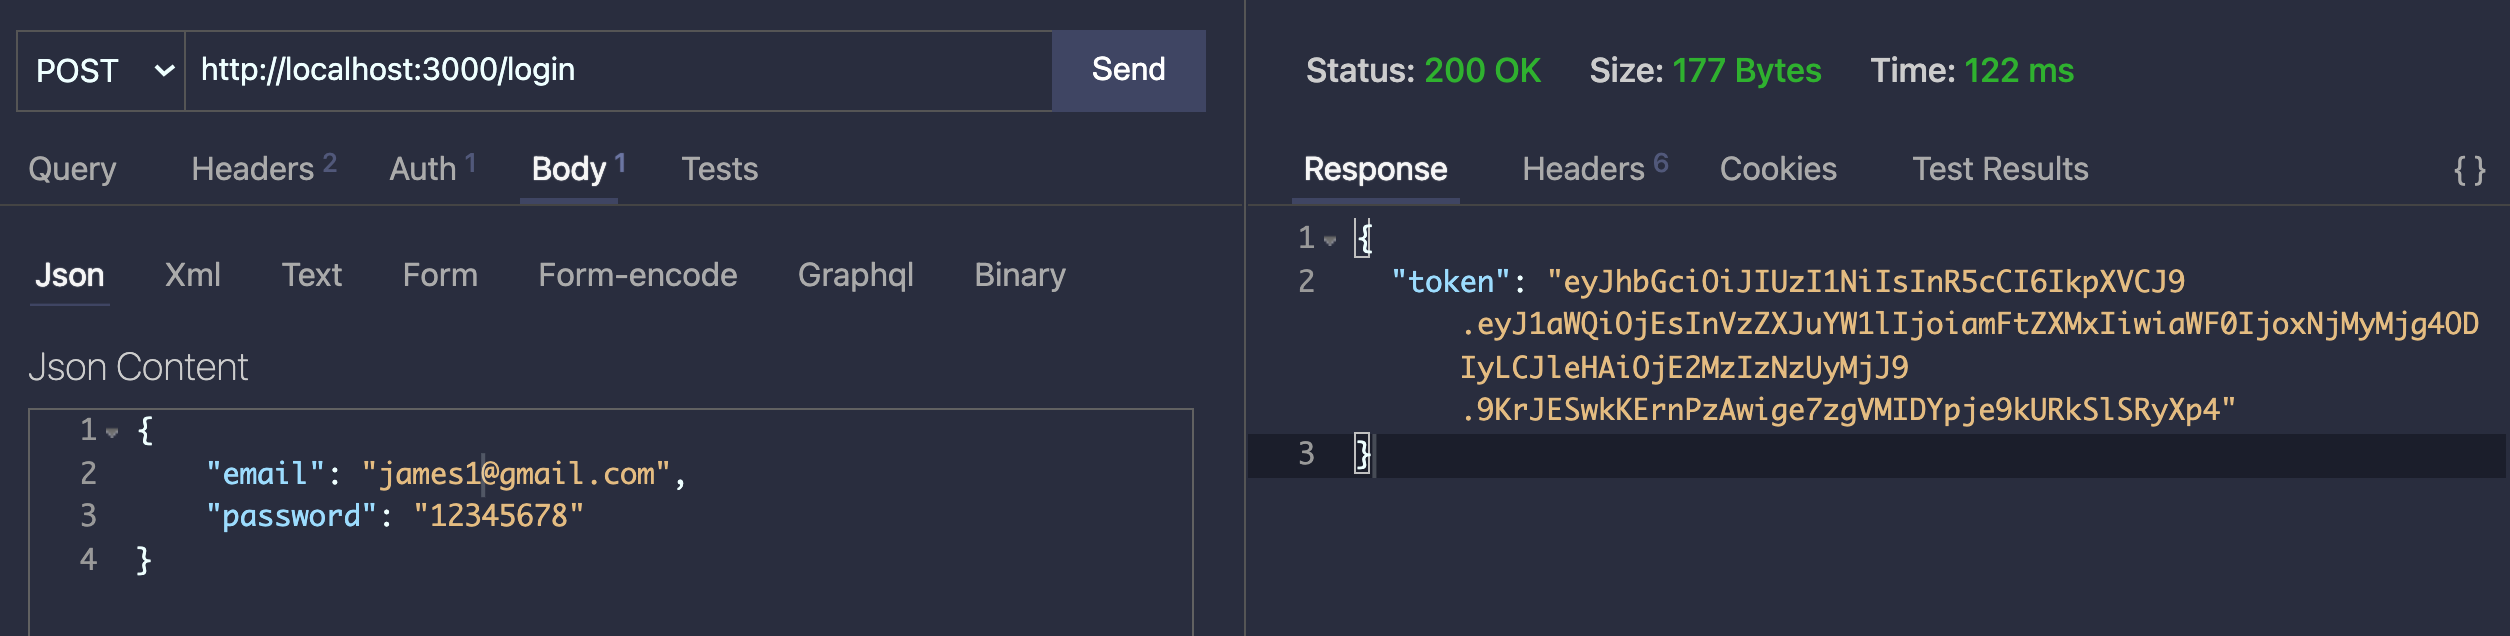 POST http://localhost:3000/login Send
Query Headers 2 Auth 1 Body 1 Tests
Json Xml Text Form Form-encode Graphql Binary
Json Content
1 {
2 "email": "james1@gmail.com",
3 "password": "12345678"
4 }
Status: 200 OK Size: 177 Bytes Time: 122 ms
Response Headers 6 Cookies Test Results {}
1 {
2 "token": "eyJhbGciOiJIUzI1NiIsInR5cCI6IkpXVCJ9
.eyJ1aWQiOjEsInVzZXJuYW1lIjoiamFtZXMxIiwiaWF0IjoxNjMyMjg4OD
IyLCJleHAiOjE2MzIzNzUyMjJ9
.9KrJESwkKErnPzAwige7zgVMIDYpje9kURkSlSRyXp4"
3 }